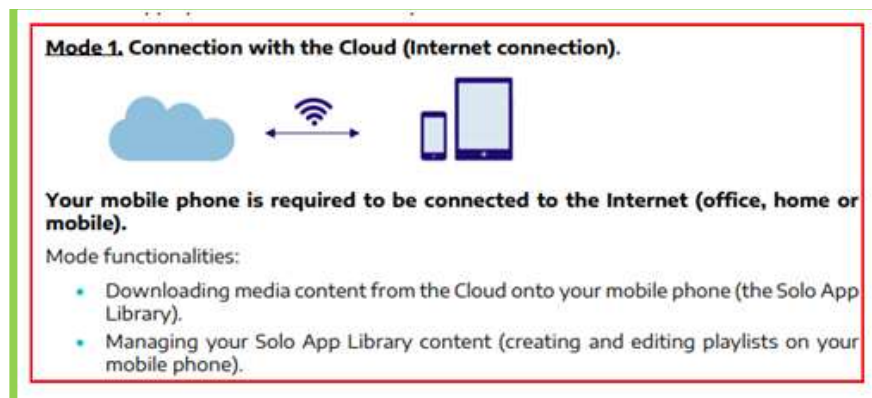 Mode 1. Connection with the Cloud (Internet connection).
Your mobile phone is required to be connected to the Internet (office, home or
mobile).
Mode functionalities:
• Downloading media content from the Cloud onto your mobile phone (the Solo App
Library).
• Managing your Solo App Library content (creating and editing playlists on your
mobile phone).